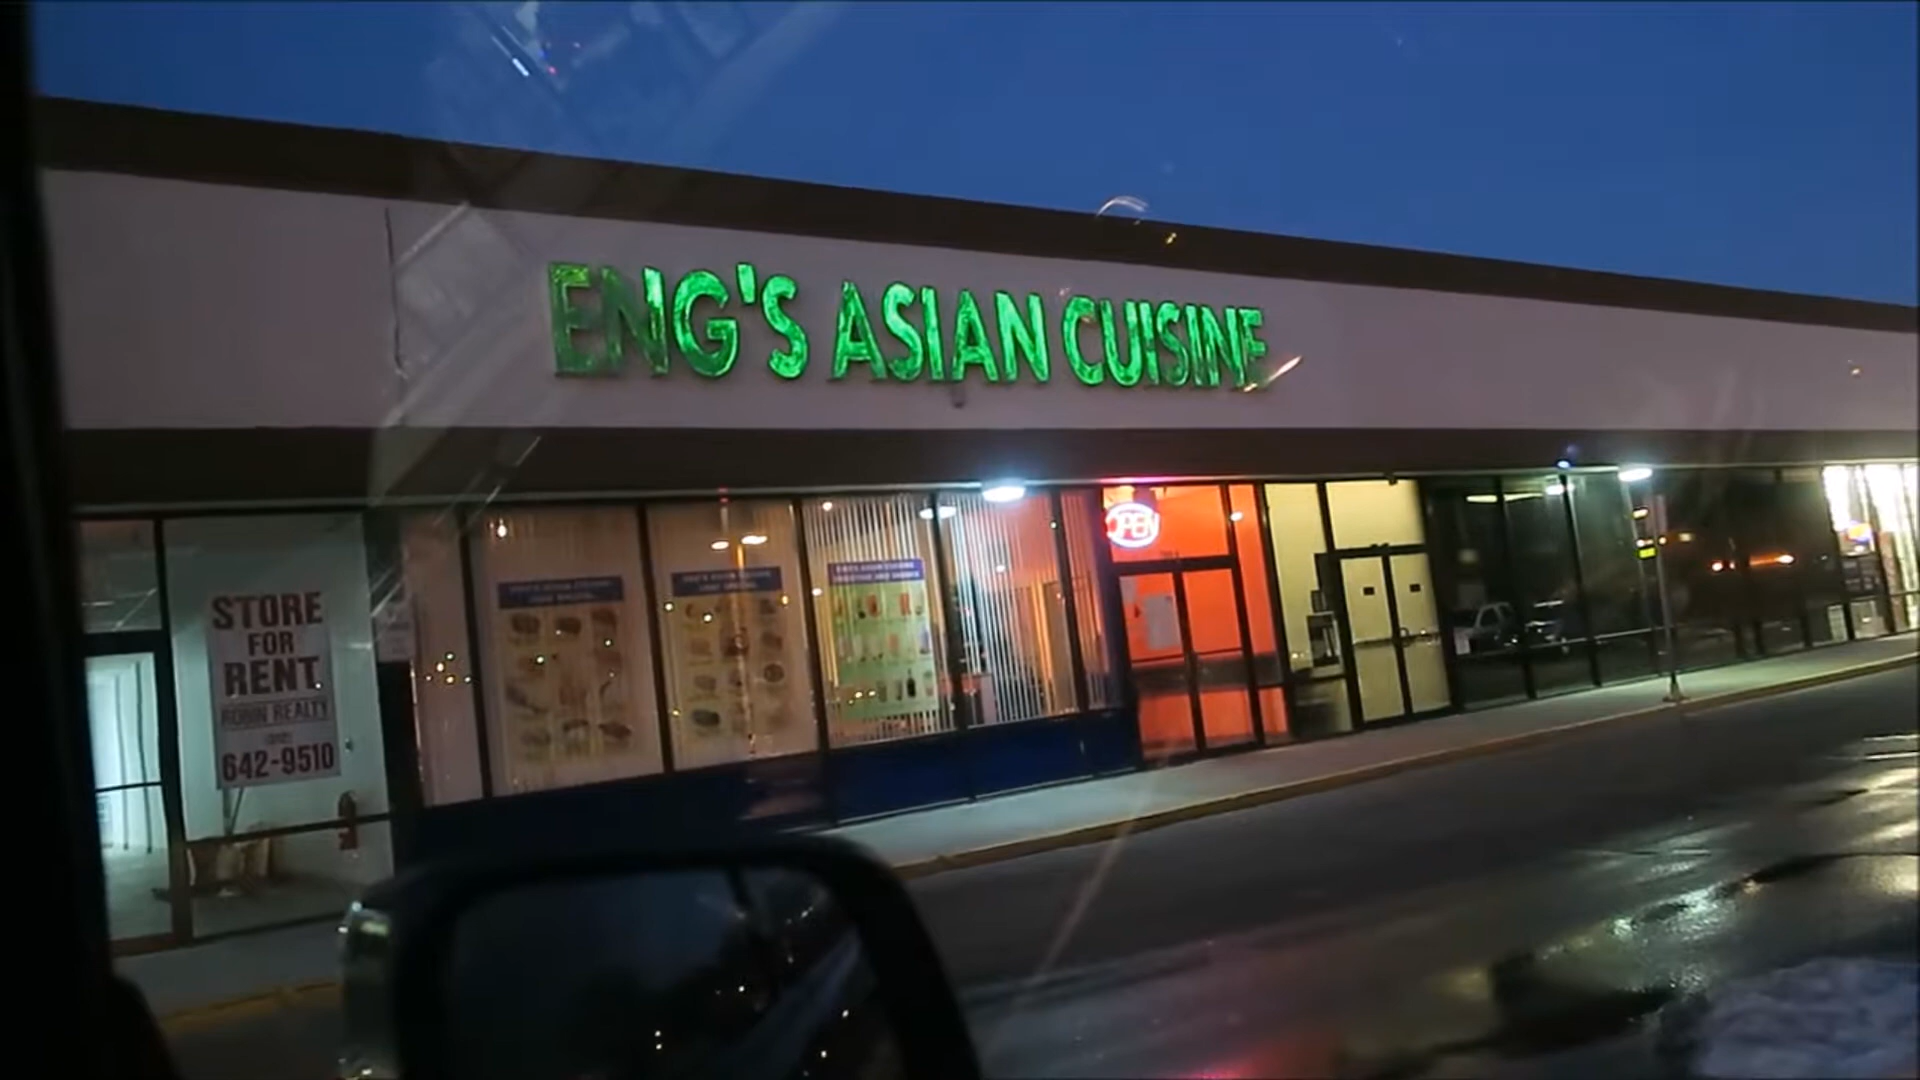 ENG'S ASIAN CUISINE
OPEN
STORE
FOR
RENT
ROBIN REALTY
642-9510